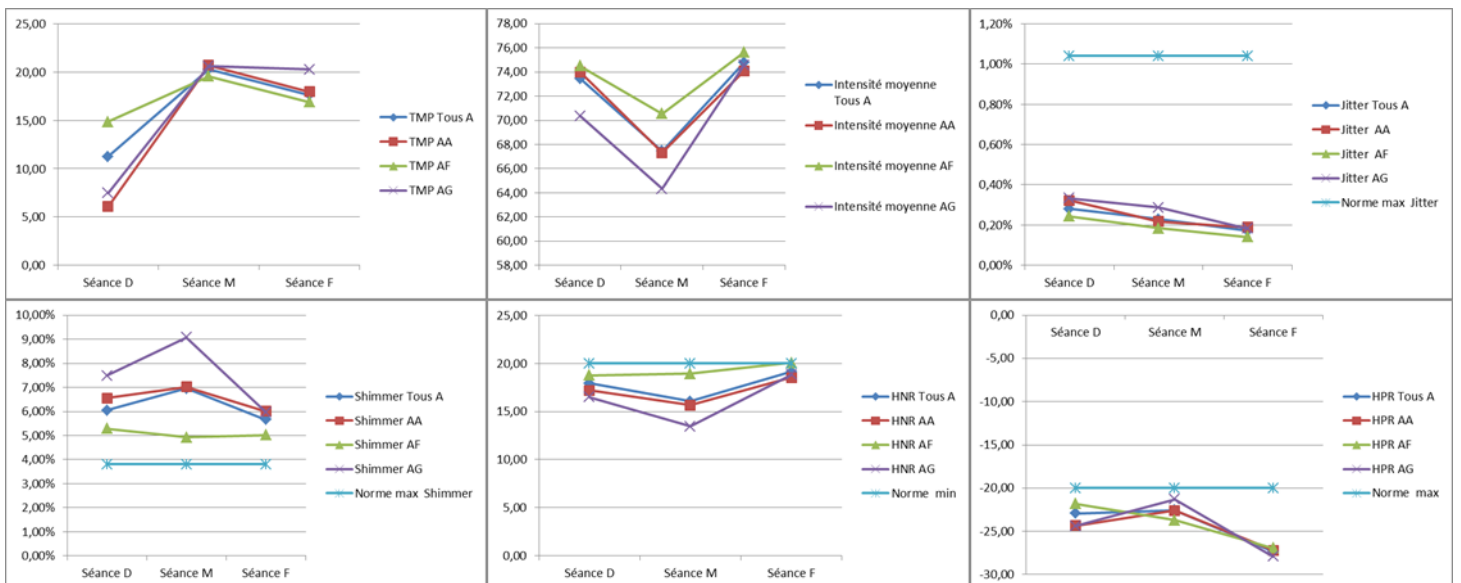 25,00
20,00
15,00
10,00
5,00
0,00
Séance D Séance M Séance F
TMP Tous A
TMP AA
TMP AF
TMP AG
78,00
76,00
74,00
72,00
70,00
68,00
66,00
64,00
62,00
60,00
58,00
Séance D Séance M Séance F
Intensité moyenne
Tous A
Intensité moyenne AA
Intensité moyenne AF
Intensité moyenne AG
1,20%
1,00%
0,80%
0,60%
0,40%
0,20%
0,00%
Séance D Séance M Séance F
Jitter Tous A
Jitter AA
Jitter AF
Jitter AG
Norme max Jitter
10,00%
9,00%
8,00%
7,00%
6,00%
5,00%
4,00%
3,00%
2,00%
1,00%
0,00%
Séance D Séance M Séance F
Shimmer Tous A
Shimmer AA
Shimmer AF
Shimmer AG
Norme max Shimmer
25,00
20,00
15,00
10,00
5,00
0,00
Séance D Séance M Séance F
HNR Tous A
HNR AA
HNR AF
HNR AG
Norme min
0,00
-5,00
-10,00
-15,00
-20,00
-25,00
-30,00
Séance D Séance M Séance F
HPR Tous A
HPR AA
HPR AF
HPR AG
Norme max